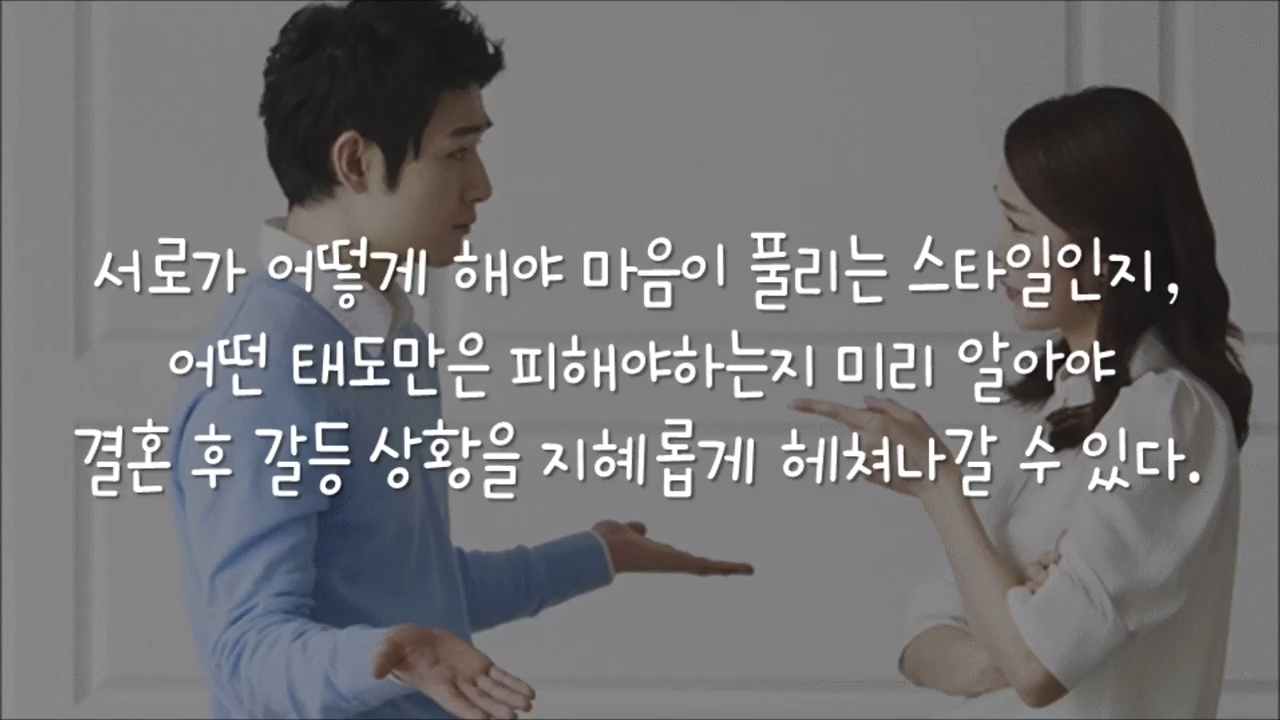 서로가 어떻게 해야 마음이 풀리는 스타일인지,
어떤 태도만은 피해야하는지 미리 알아야
결혼 후 갈등 상황을 지혜롭게 헤쳐나갈 수 있다.